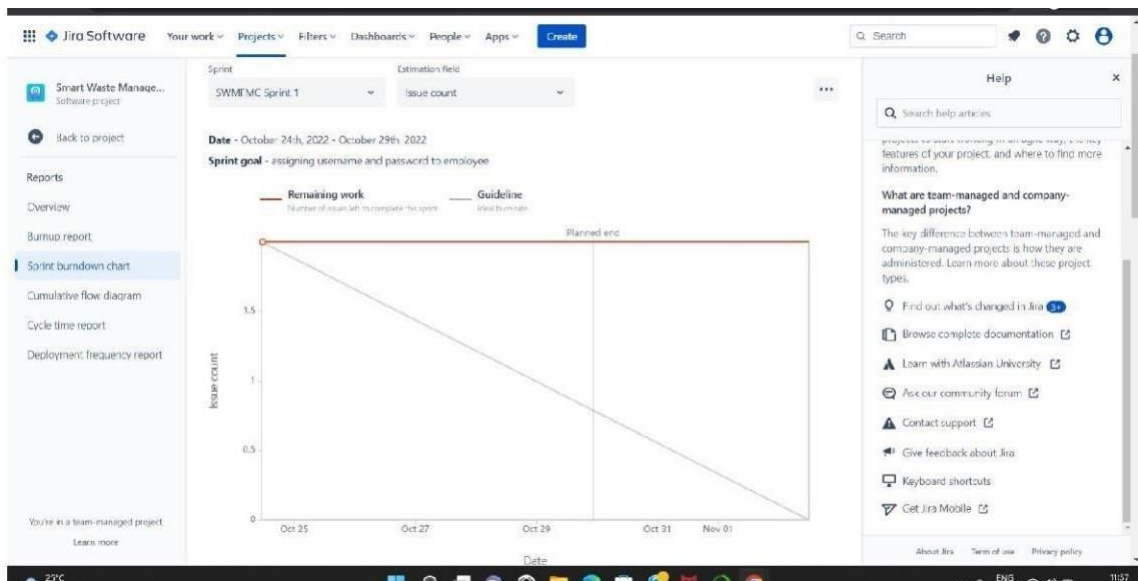 Jira Software
Your work
Projects
Filters
Dashboards
People
Apps
Create
Search
Smart Waste Manage...
Software project
Back to project
Reports
Overview
Burnup report
Sprint burndown chart
Cumulative flow diagram
Cycle time report
Deployment frequency report
You're in a team-managed project
Learn more
Sprint
Estimation field
SWMFMC Sprint 1
Issue count
Date - October 24th, 2022 - October 29th, 2022
Sprint goal - assigning username and password to employee
Remaining work
Number of issues left to complete this sprint
Guideline
Ideal burn rate
Planned end
1.5
1
0.5
0
Issue count
Oct 25
Oct 27
Oct 29
Oct 31
Nov 01
Date
Help
Search help articles
features of your project, and where to find more
information.
What are team-managed and company-
managed projects?
The key difference between team-managed and
company-managed projects is how they are
administered. Learn more about these project
types.
Find out what's changed in Jira 9+
Browse complete documentation
Learn with Atlassian University
Ask our community forum
Contact support
Give feedback about Jira
Keyboard shortcuts
Get Jira Mobile
About Jira
Term of use
Privacy policy
25°C
ENG
11:57